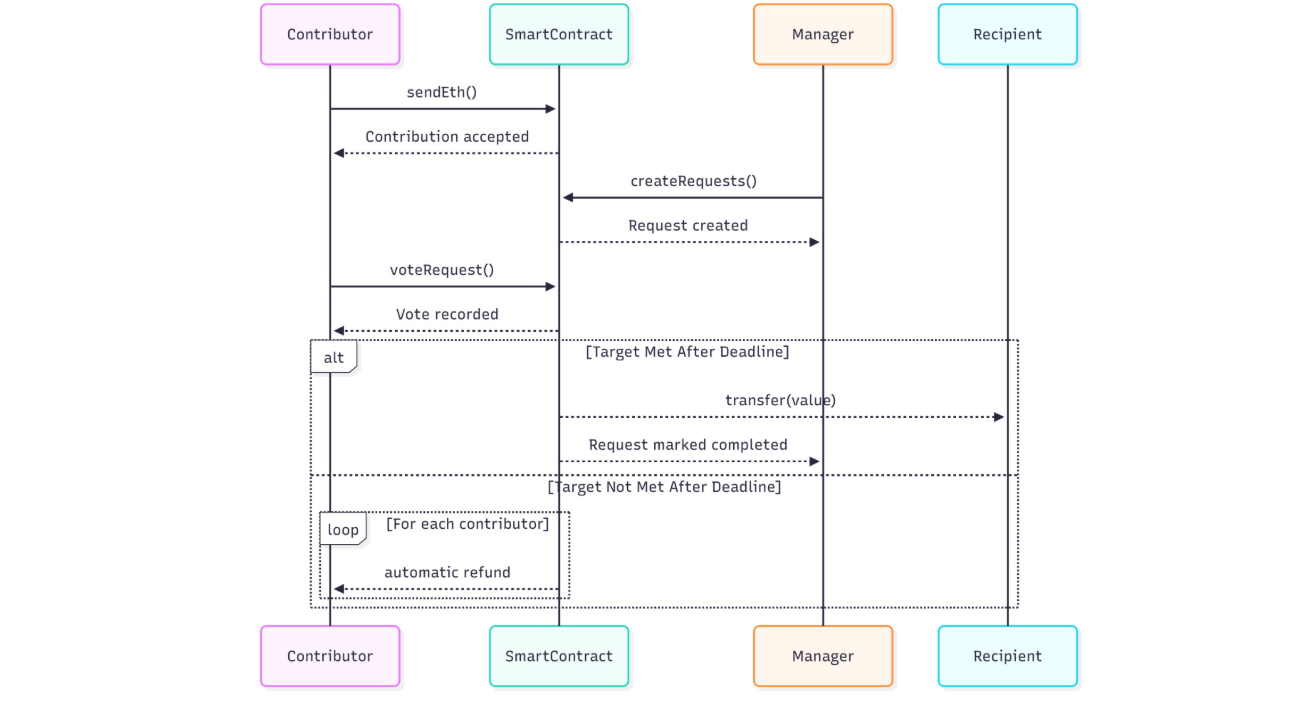 Contributor
SmartContract
Manager
Recipient
sendEth()
Contribution accepted
createRequests()
Request created
voteRequest()
Vote recorded
alt
[Target Met After Deadline]
transfer(value)
Request marked completed
[Target Not Met After Deadline]
loop
[For each contributor]
automatic refund
Contributor
SmartContract
Manager
Recipient